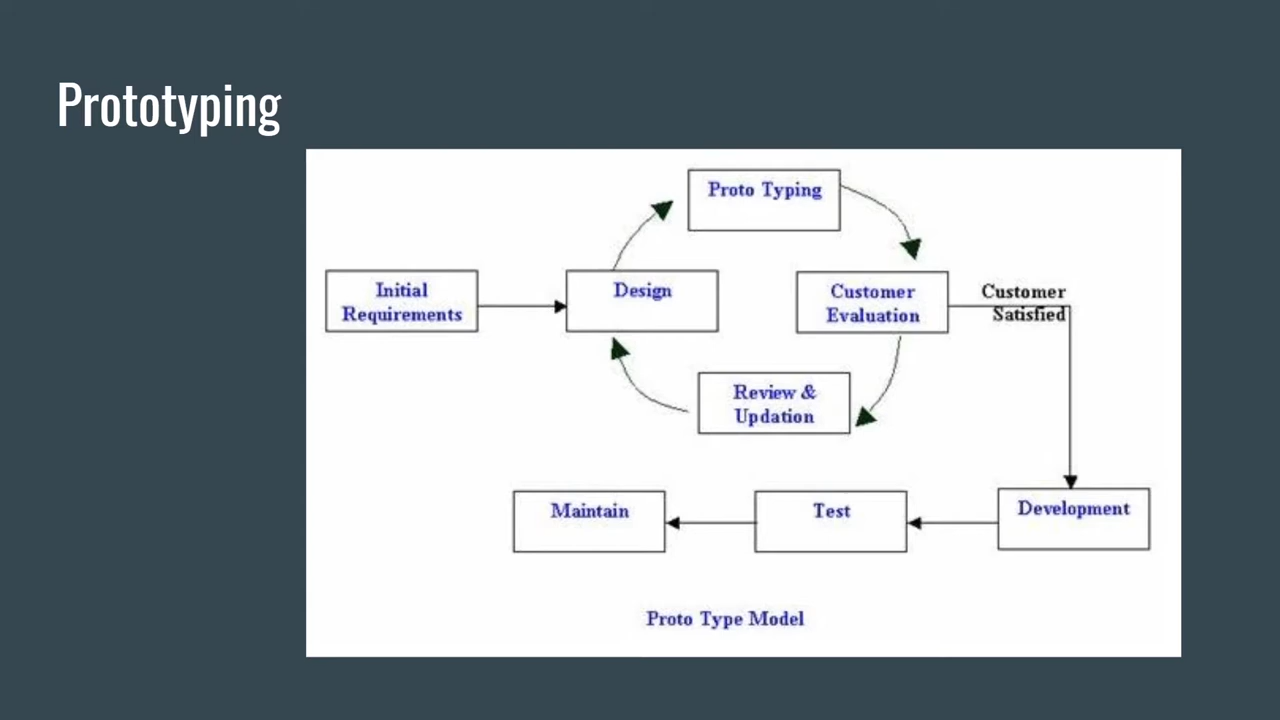 Prototyping
Proto Typing
Initial
Requirements
Design
Customer
Evaluation
Customer
Satisfied
Review &
Updation
Maintain
Test
Development
Proto Type Model